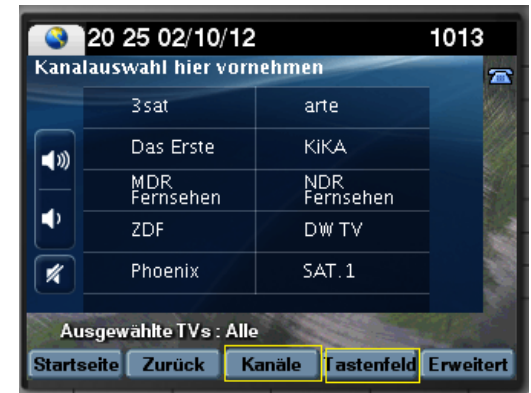 20 25 02/10/12 1013
Kanalauswahl hier vornehmen
3sat arte
Das Erste KiKA
MDR NDR
Fernsehen Fernsehen
ZDF DW TV
Phoenix SAT.1
Ausgewählte TVs : Alle
Startseite Zurück Kanäle Tastenfeld Erweitert